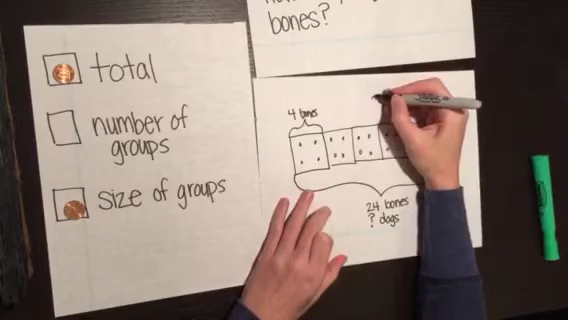 total
number of
groups
size of groups
bones?
4 bones
24 bones
? dogs